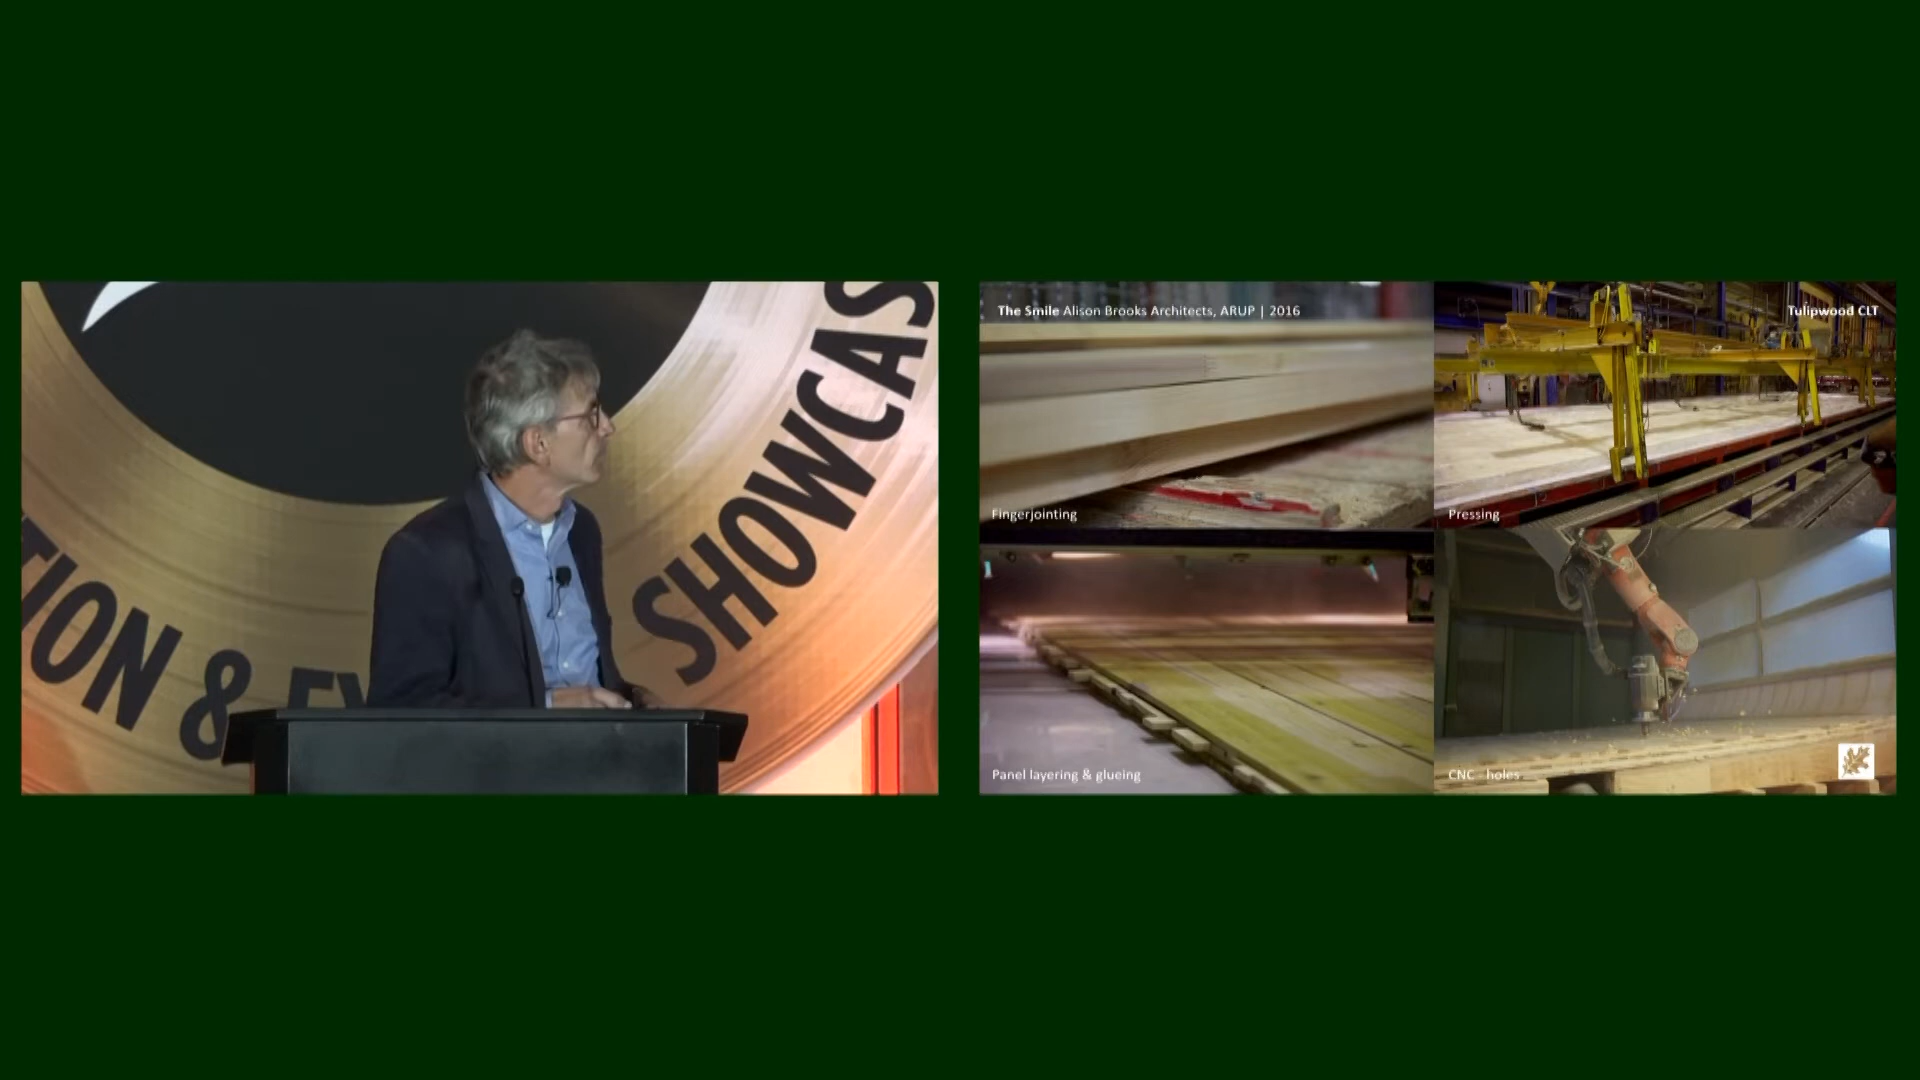 TION & EX
SHOWCAS
The Smile Alison Brooks Architects, ARUP | 2016
Tulipwood CLT
Fingerjointing
Pressing
Panel layering & glueing
CNC - holes